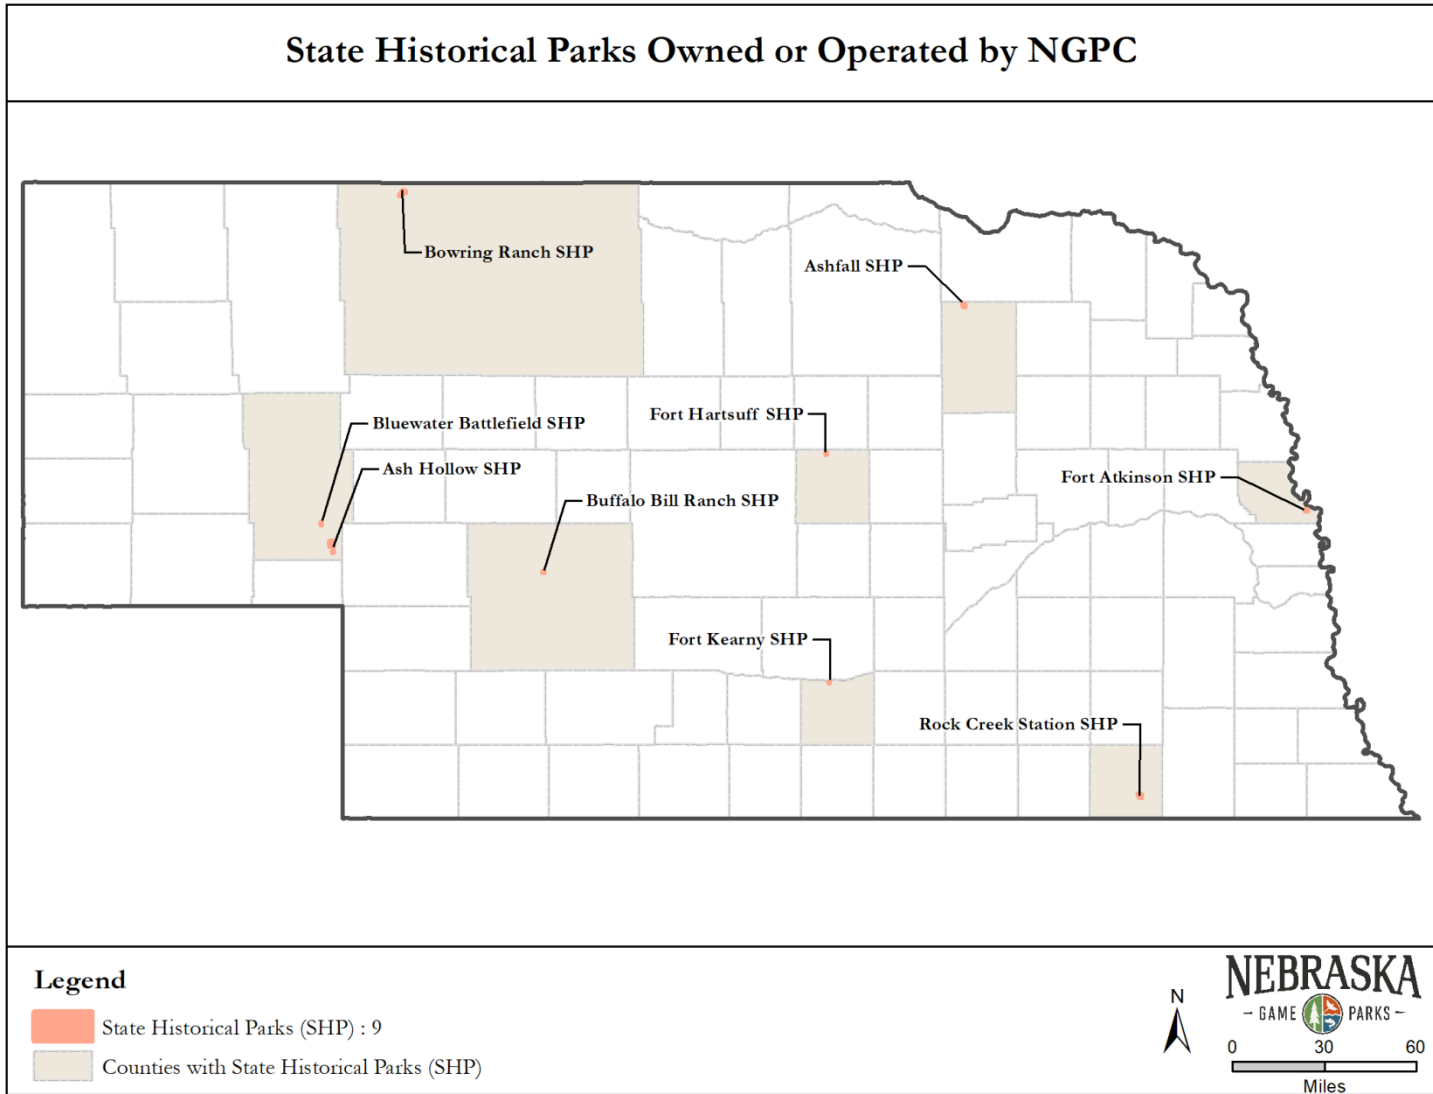 State Historical Parks Owned or Operated by NGPC
Bowring Ranch SHP
Ashfall SHP
Bluewater Battlefield SHP
Fort Hartsuff SHP
Ash Hollow SHP
Fort Atkinson SHP
Buffalo Bill Ranch SHP
Fort Kearny SHP
Rock Creek Station SHP
Legend
State Historical Parks (SHP) : 9
Counties with State Historical Parks (SHP)
N
NEBRASKA
- GAME PARKS -
0 30 60
Miles